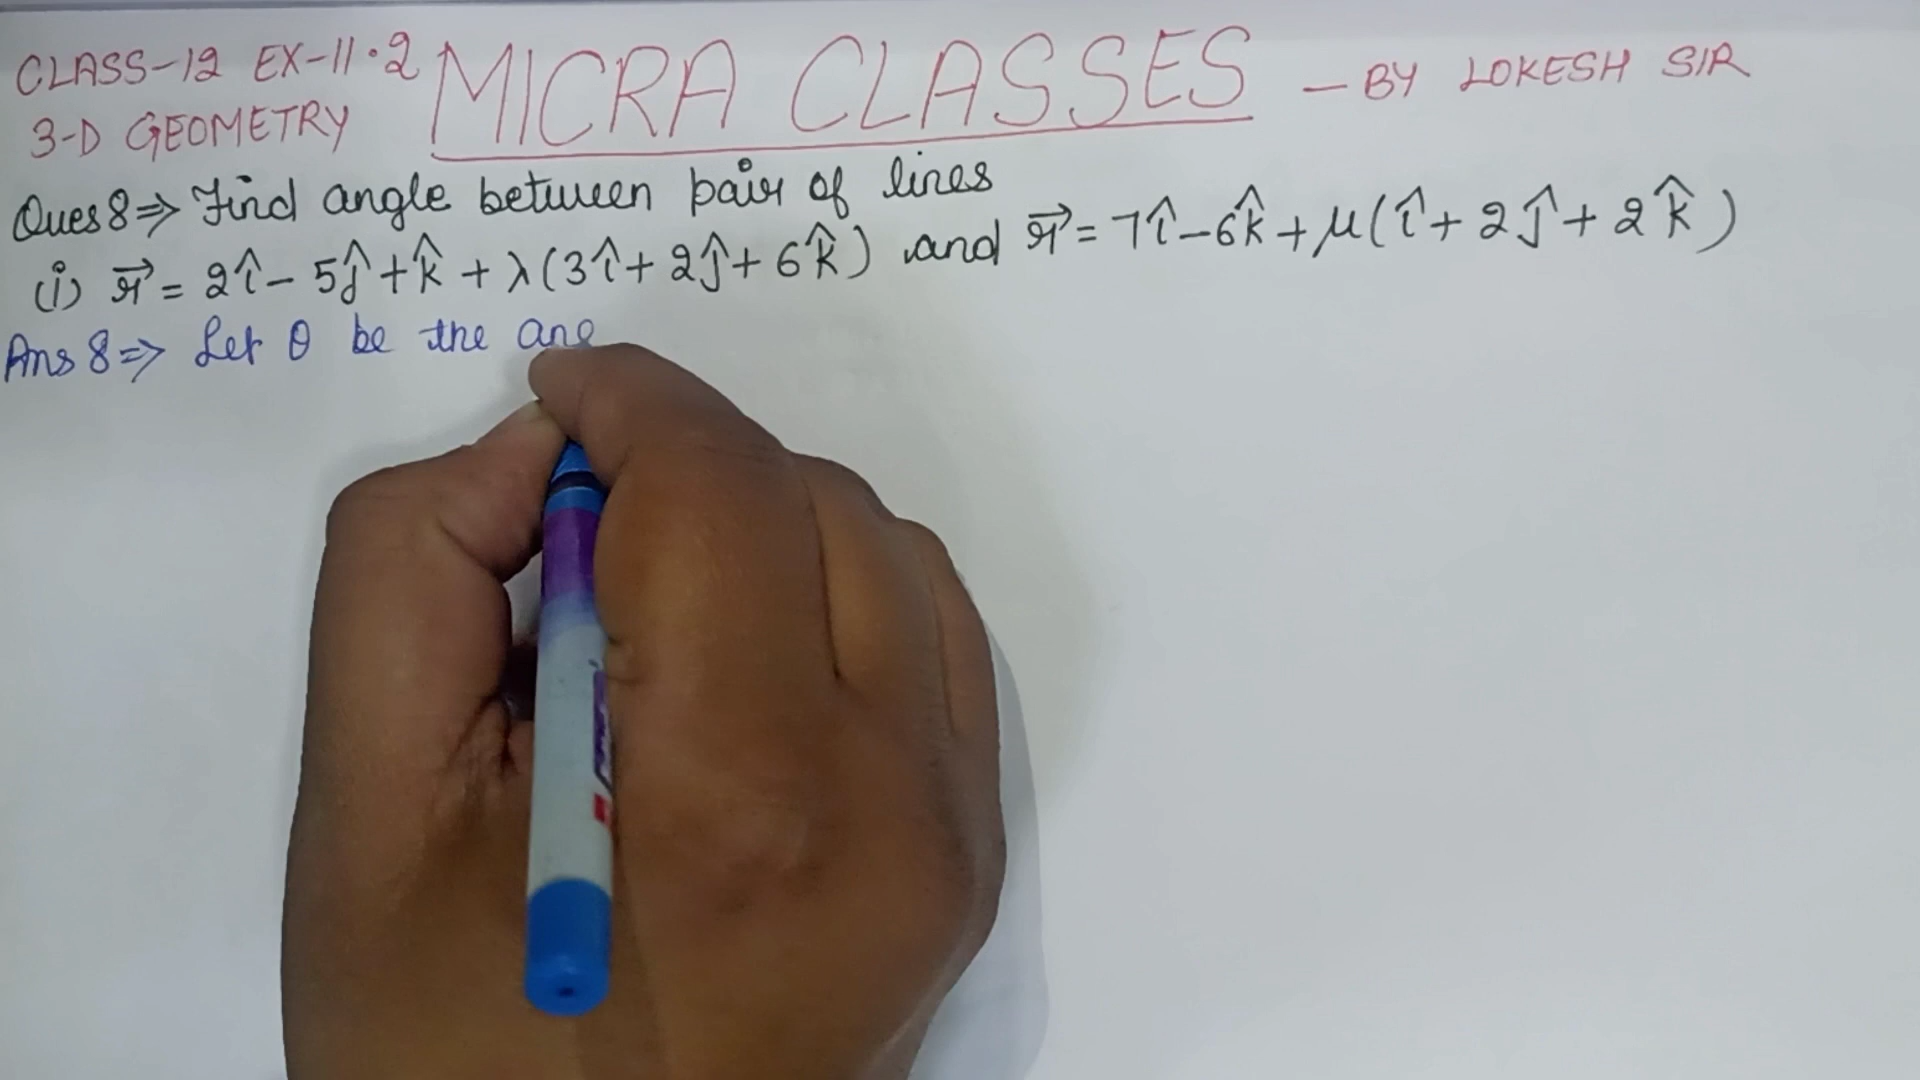 CLASS-12 EX-11.2 MICRA CLASSES - BY LOKESH SIR
3-D GEOMETRY
Ques 8⇒ Find angle between pair of lines
(i) r⃗ = 2î - 5ĵ + k̂ + λ(3î + 2ĵ + 6k̂) and r⃗ = 7î - 6k̂ + μ(î + 2ĵ + 2k̂)
Ans 8⇒ Let θ be the ang